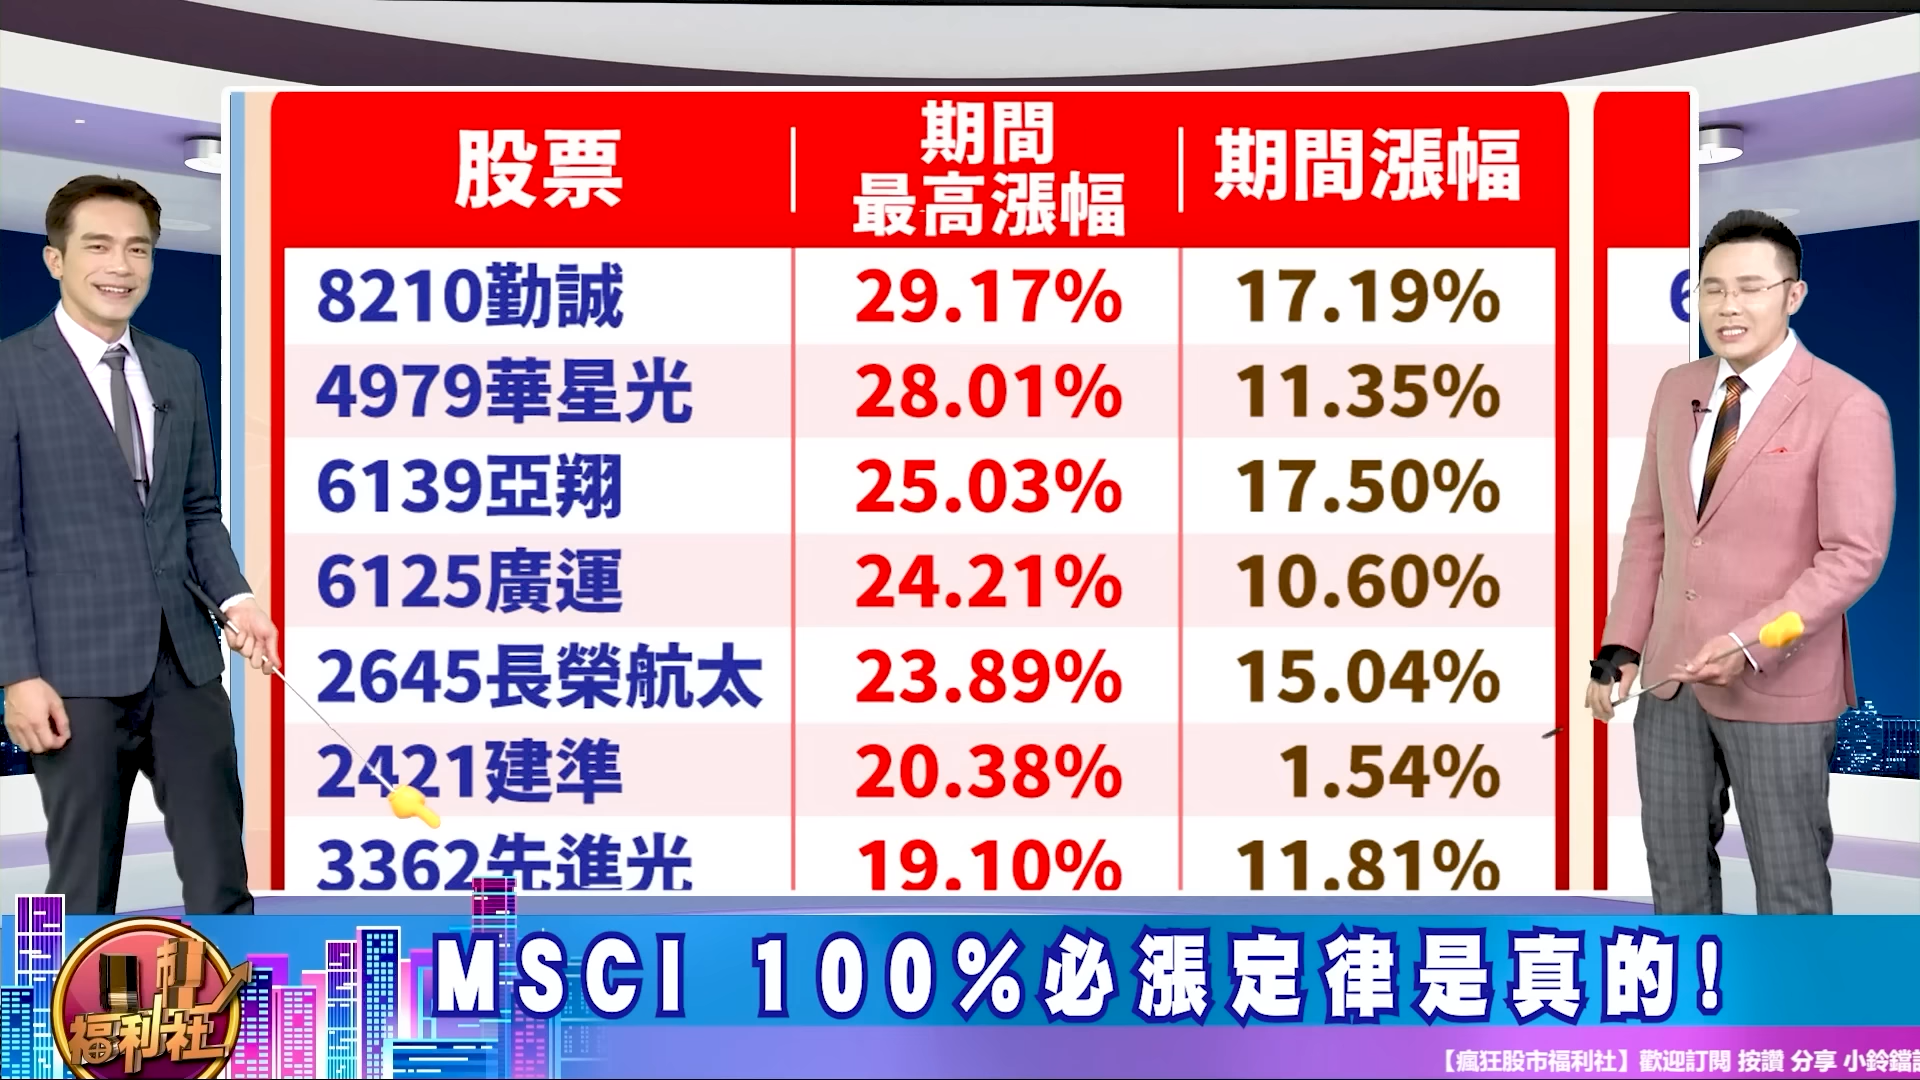 股票 期間最高漲幅 期間漲幅
8210勤誠 29.17% 17.19%
4979華星光 28.01% 11.35%
6139亞翔 25.03% 17.50%
6125廣運 24.21% 10.60%
2645長榮航太 23.89% 15.04%
2421建準 20.38% 1.54%
3362先進光 19.10% 11.81%
MSCI 100%必漲定律是真的!
福利社
【瘋狂股市福利社】歡迎訂閱 按讚 分享 小鈴鐺